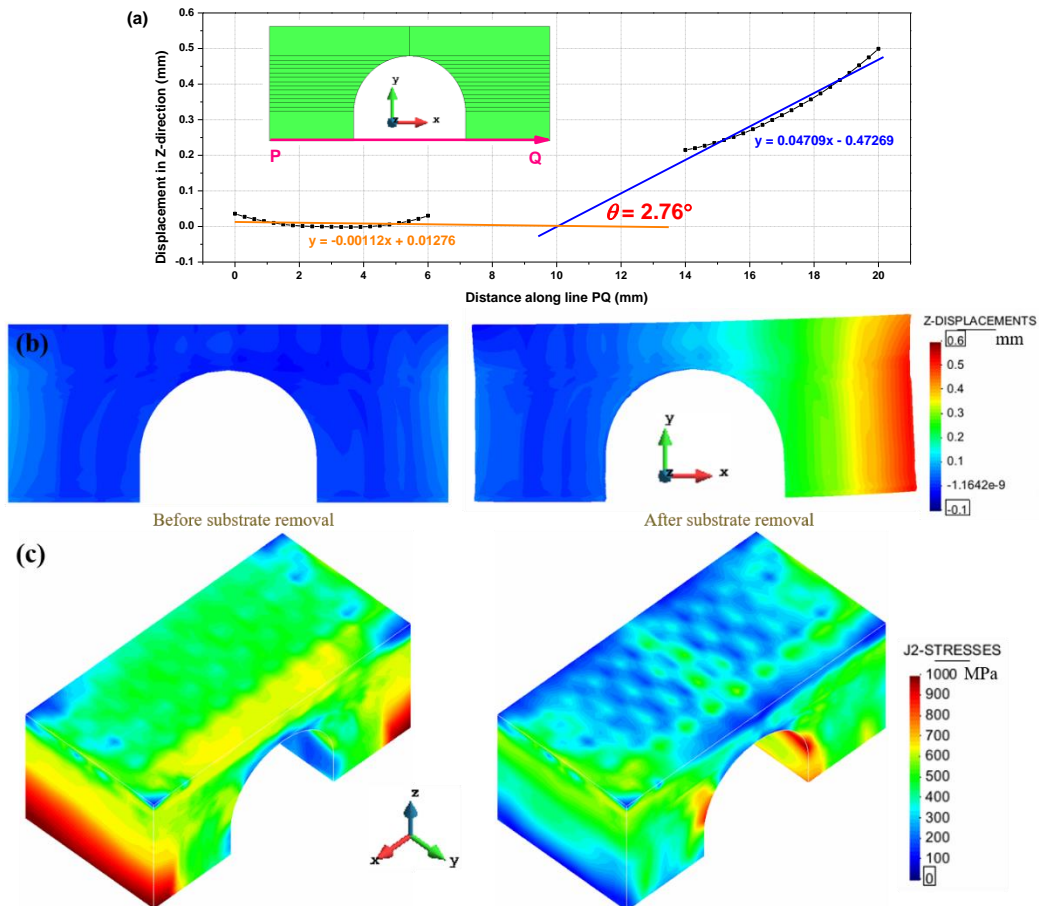 (a)
Displacement in Z-direction (mm)
0.6
0.5
0.4
0.3
0.2
0.1
0.0
-0.1
y
z
x
P
Q
y = 0.04709x - 0.47269
θ = 2.76°
y = -0.00112x + 0.01276
0 2 4 6 8 10 12 14 16 18 20
Distance along line PQ (mm)
(b)
y
z
x
Z-DISPLACEMENTS
mm
0.6
0.5
0.4
0.3
0.2
0.1
-1.1642e-9
-0.1
Before substrate removal
After substrate removal
(c)
z
x
y
J2-STRESSES
MPa
1000
900
800
700
600
500
400
300
200
100
0